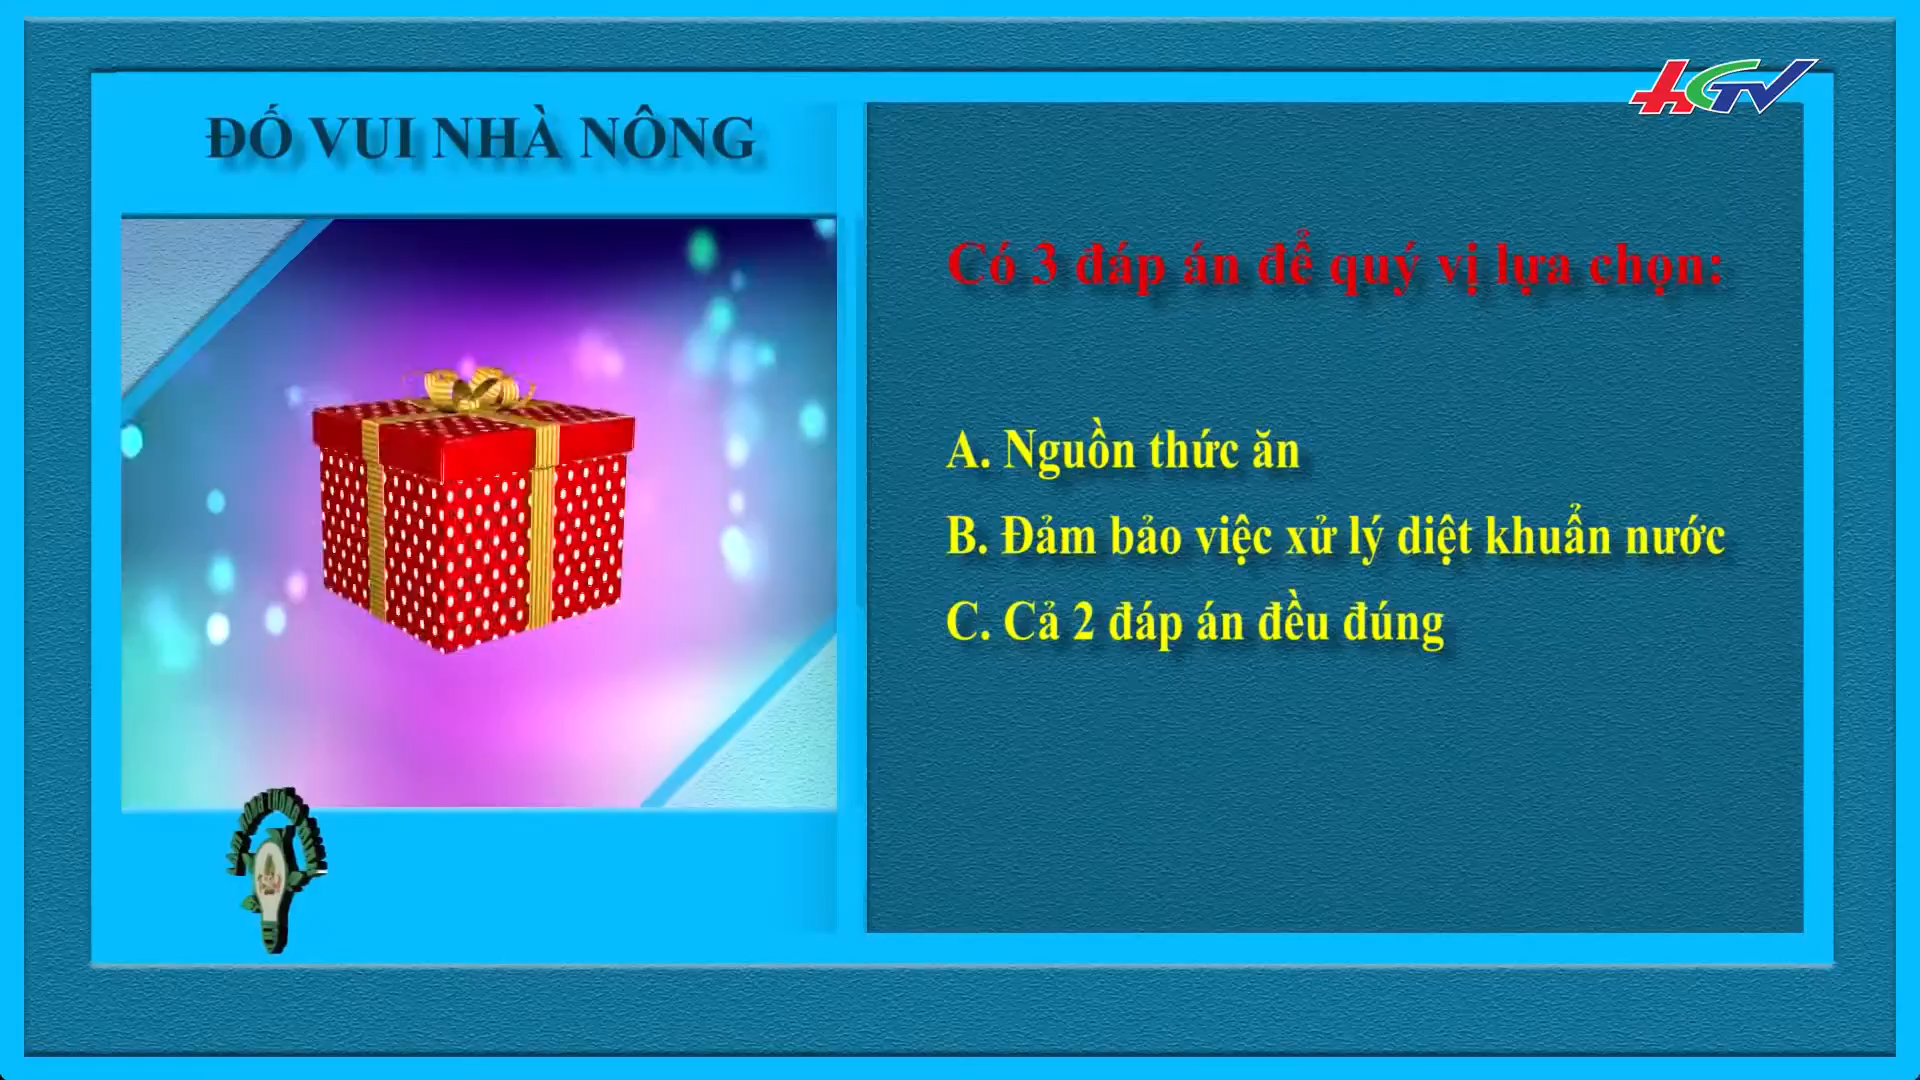 HGTV
ĐỐ VUI NHÀ NÔNG
Có 3 đáp án để quý vị lựa chọn:
A. Nguồn thức ăn
B. Đảm bảo việc xử lý diệt khuẩn nước
C. Cả 2 đáp án đều đúng